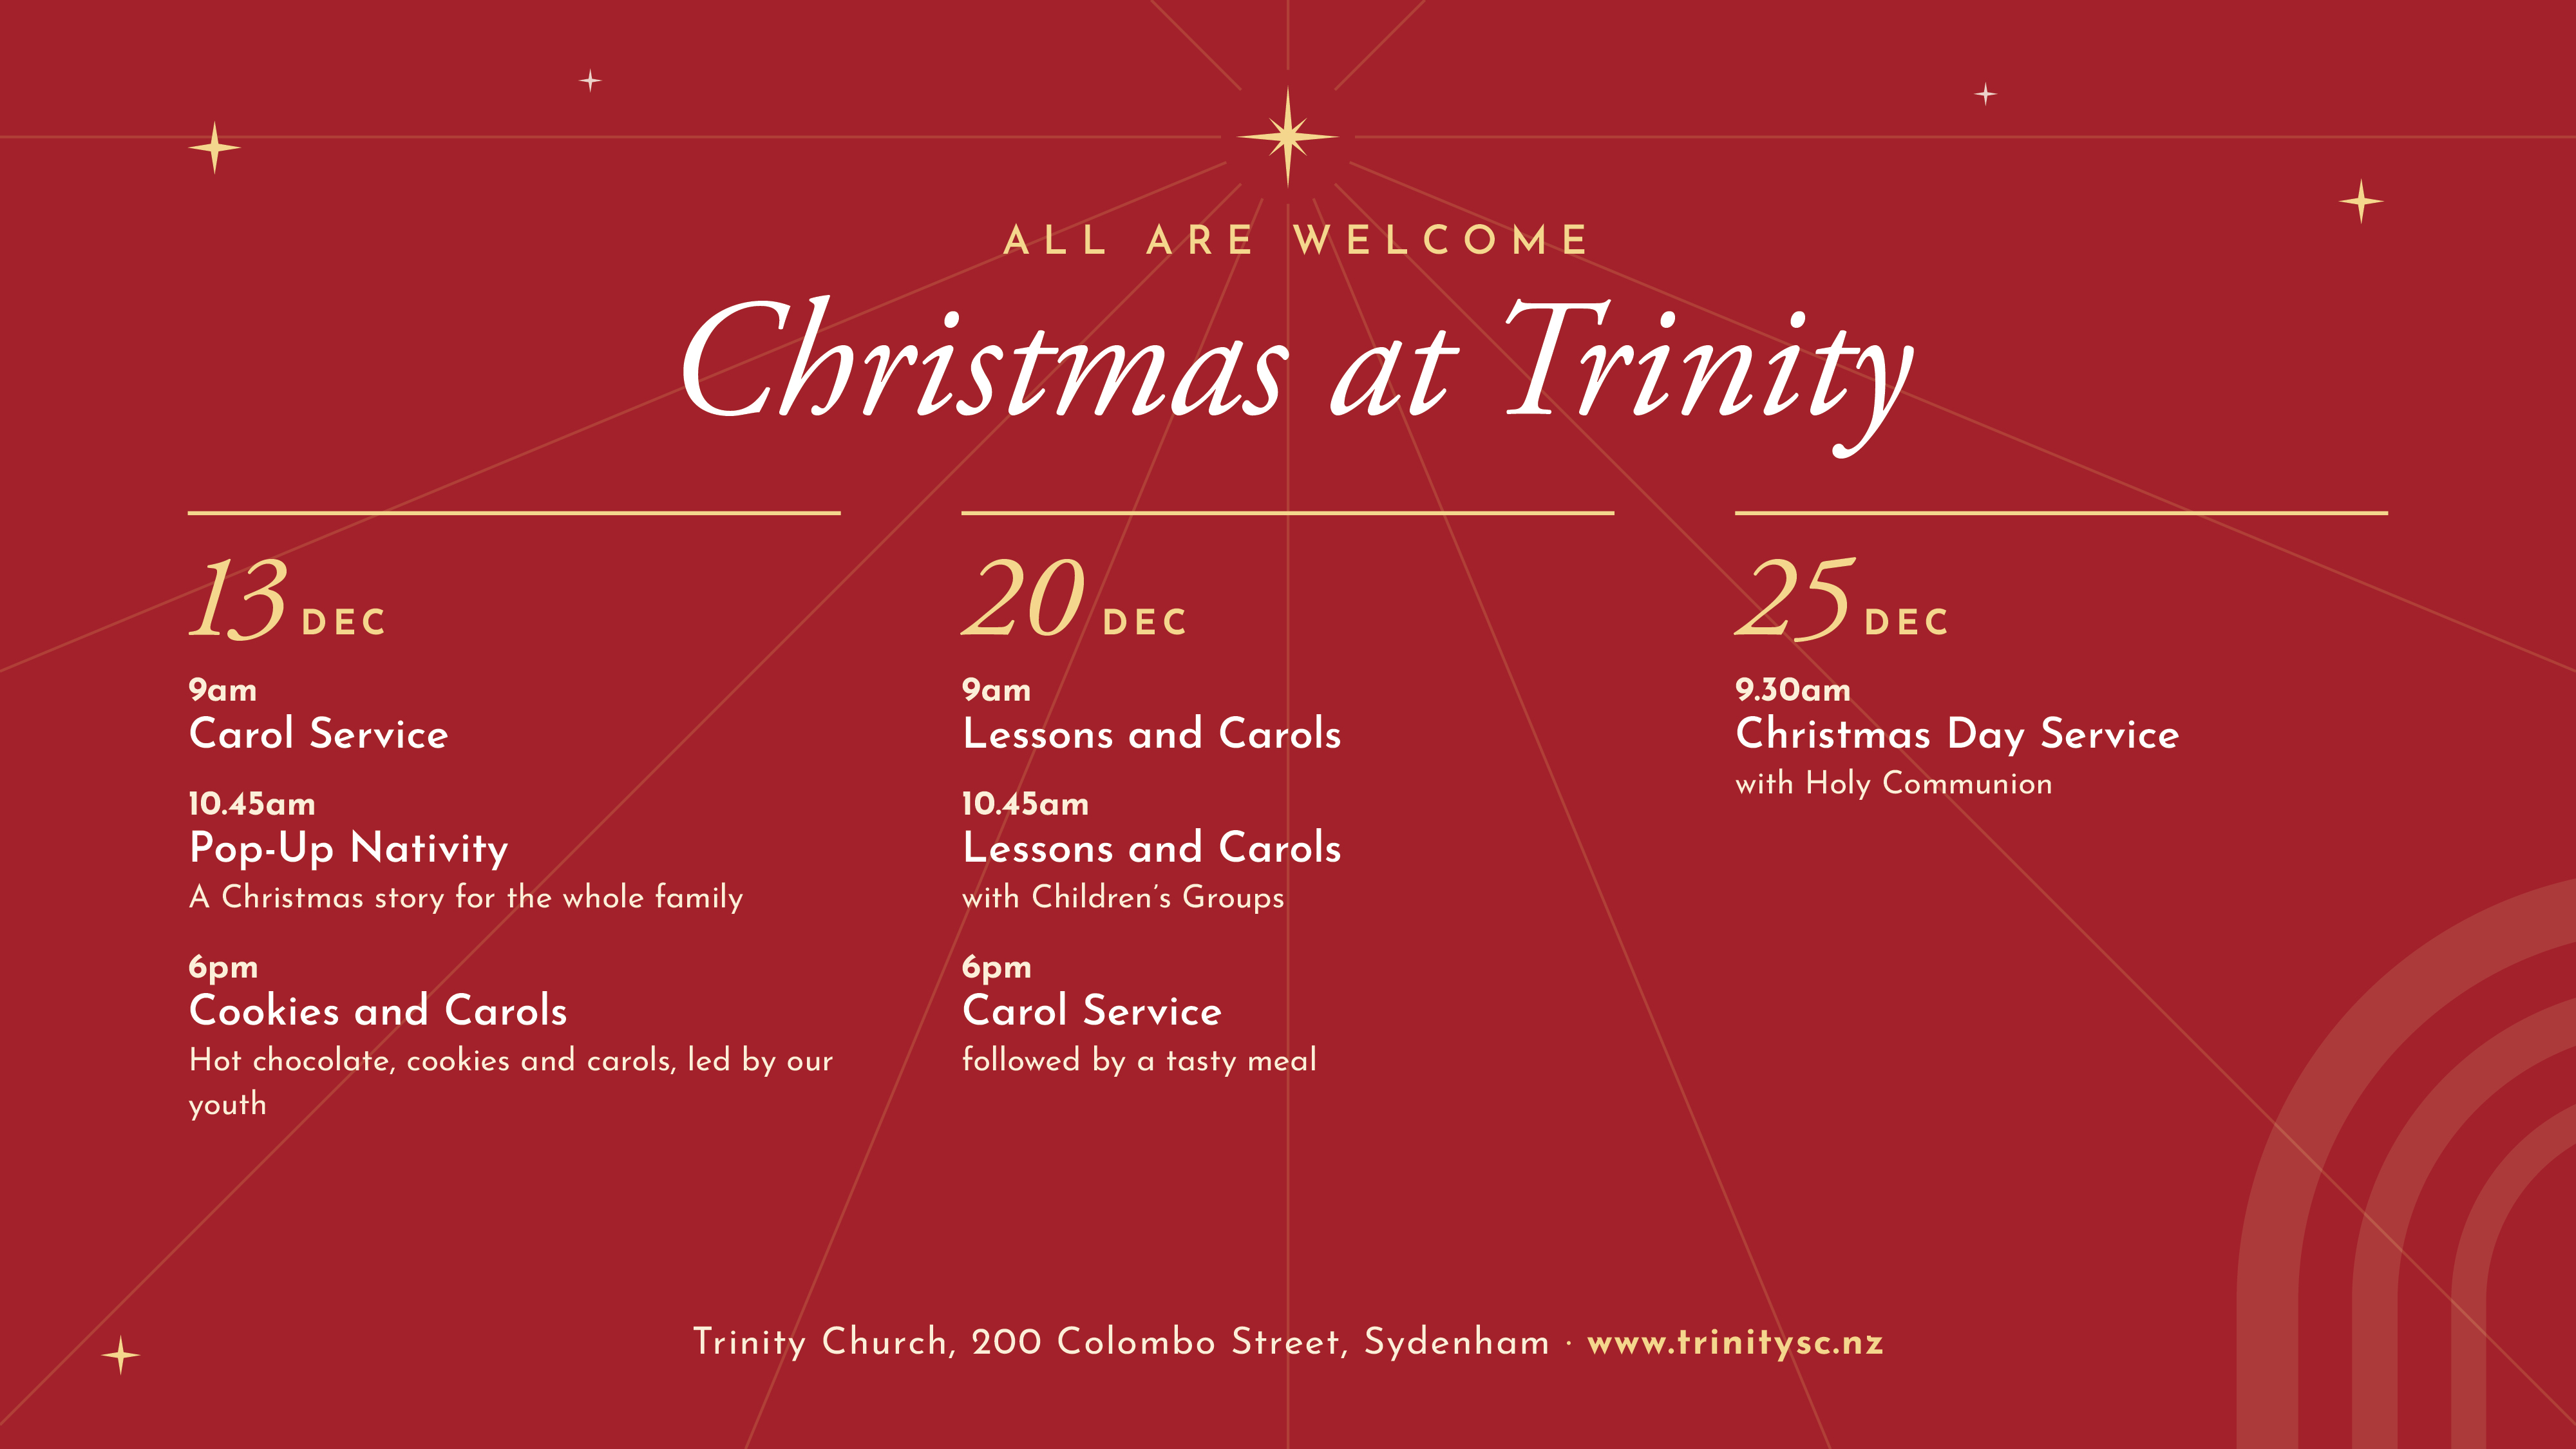 ALL ARE WELCOME
Christmas at Trinity
13 DEC
9am
Carol Service
10.45am
Pop-Up Nativity
A Christmas story for the whole family
6pm
Cookies and Carols
Hot chocolate, cookies and carols, led by our
youth
20 DEC
9am
Lessons and Carols
10.45am
Lessons and Carols
with Children's Groups
6pm
Carol Service
followed by a tasty meal
25 DEC
9.30am
Christmas Day Service
with Holy Communion
Trinity Church, 200 Colombo Street, Sydenham · www.trinitysc.nz